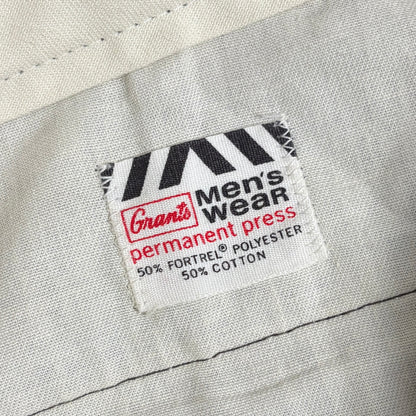 Grants
Men's
Wear
permanent press
50% FORTREL® POLYESTER
50% COTTON